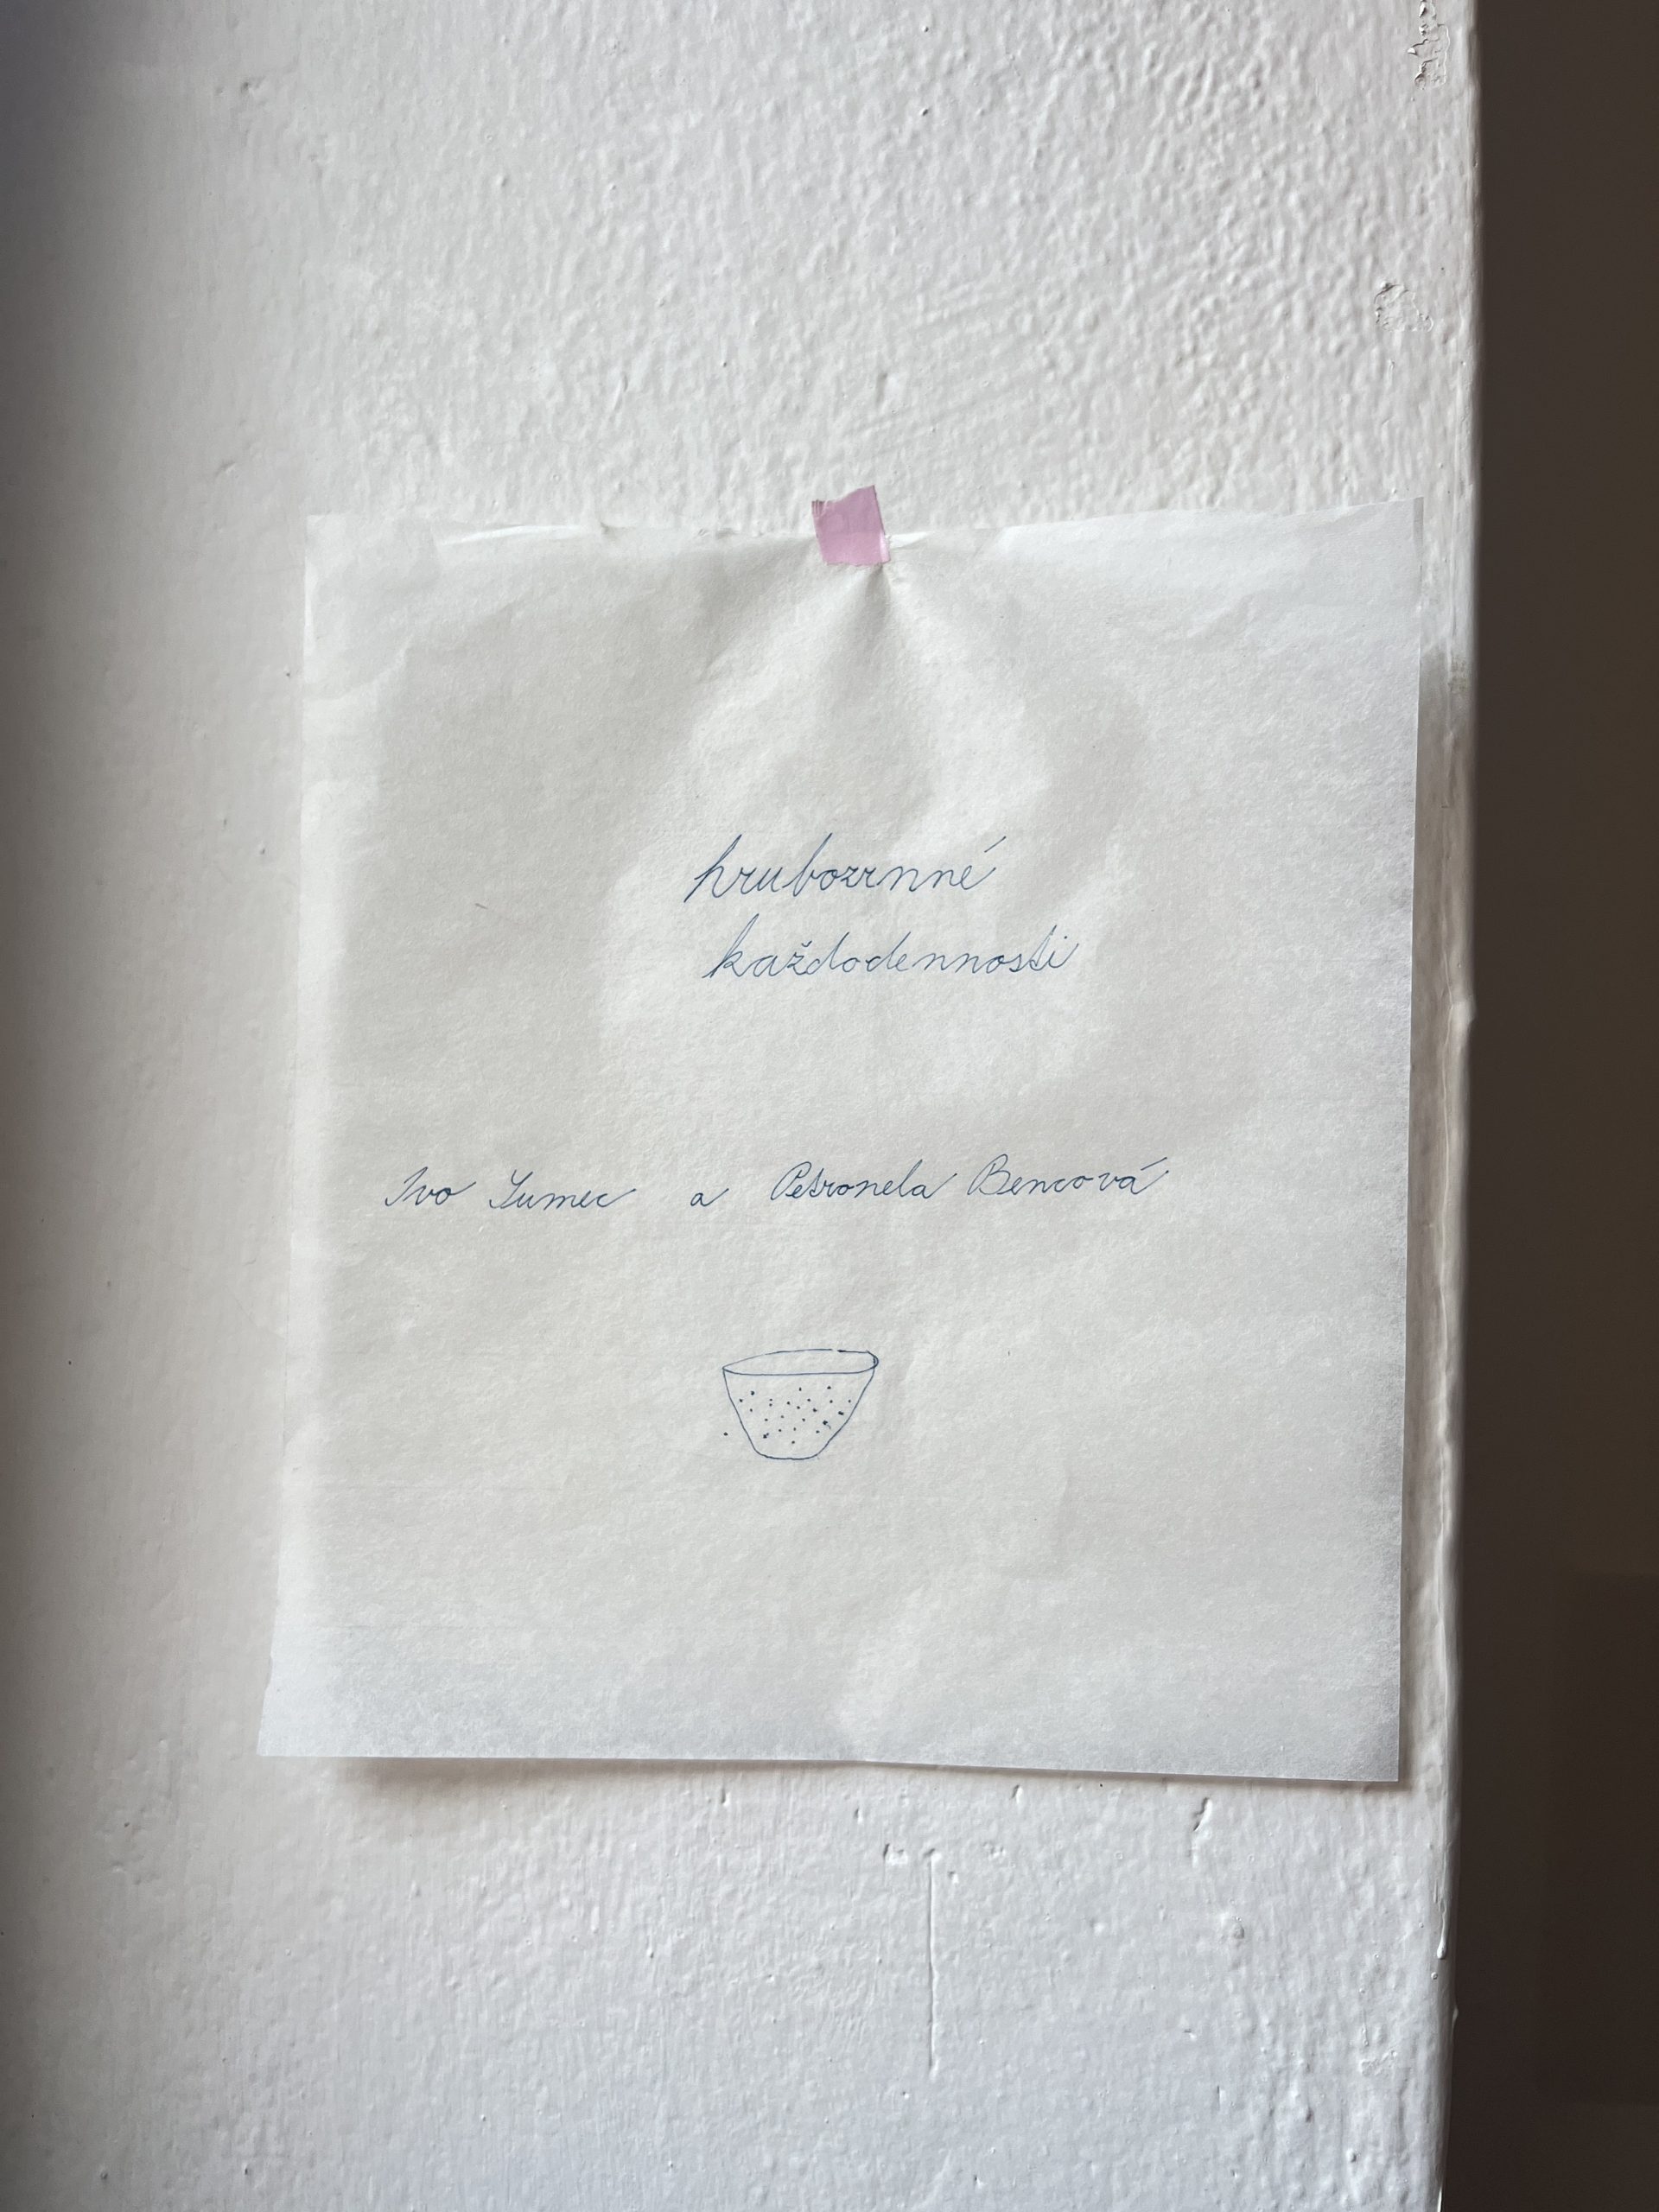 hrubozrnné
každodennosti
Ivo Sumec a Petronela Bencová